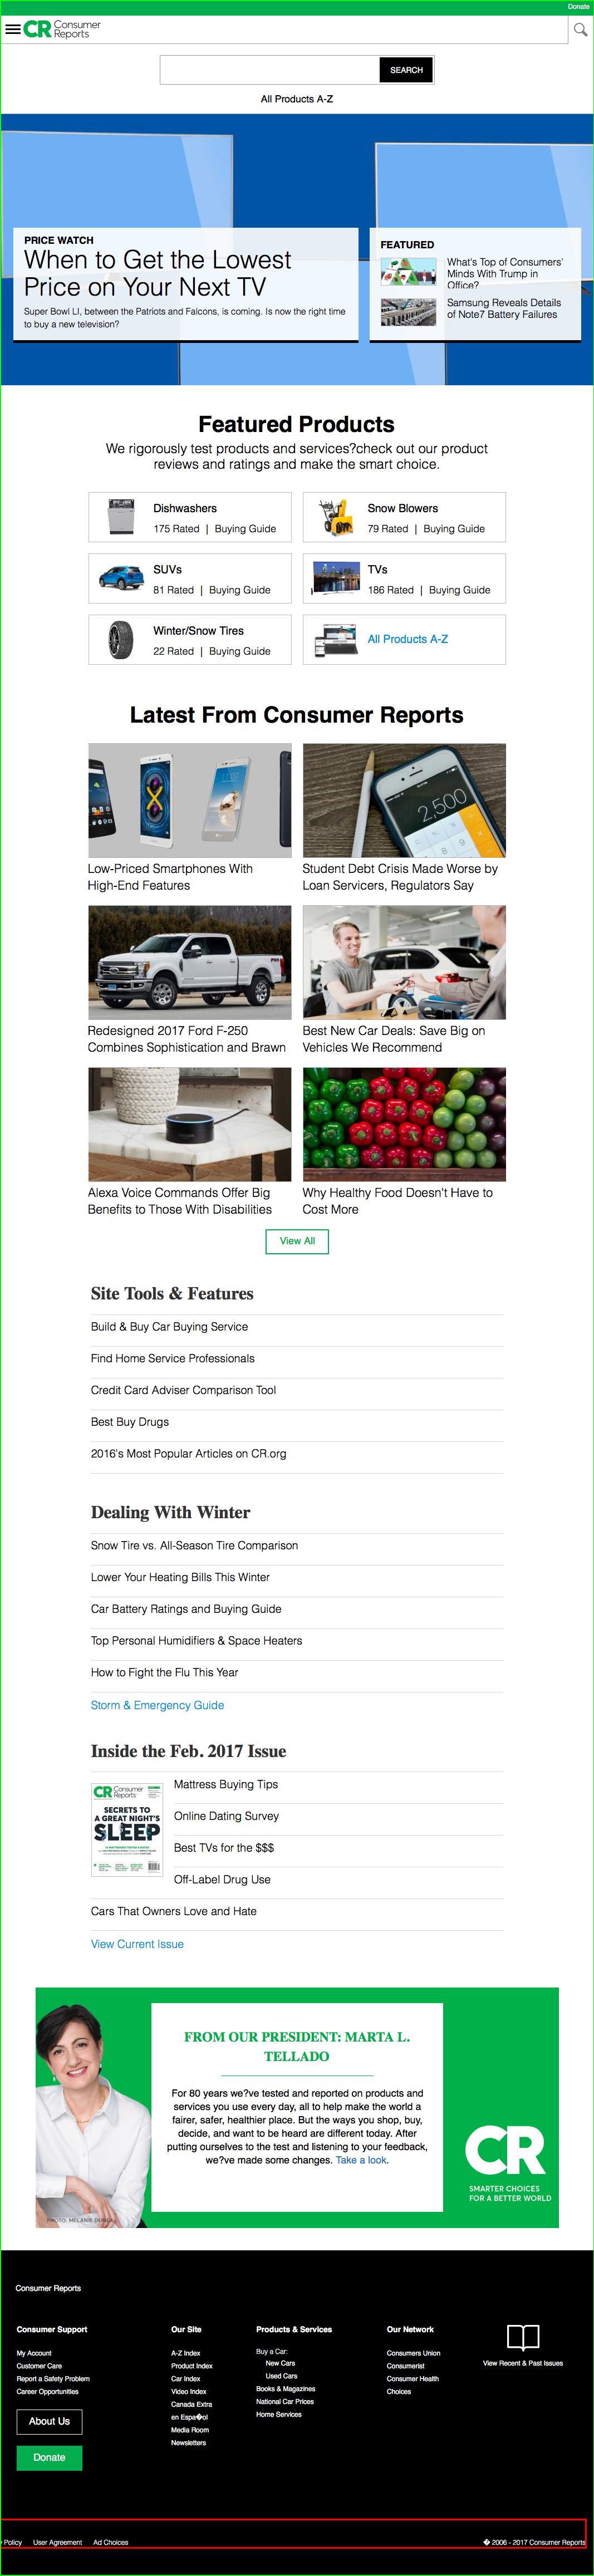 Donate
CR Consumer
Reports
SEARCH
All Products A-Z
PRICE WATCH
When to Get the Lowest
Price on Your Next TV
Super Bowl LI, between the Patriots and Falcons, is coming. Is now the right time
to buy a new television?
FEATURED
What's Top of Consumers'
Minds With Trump in
Office?
Samsung Reveals Details
of Note7 Battery Failures
Featured Products
We rigorously test products and services?check out our product
reviews and ratings and make the smart choice.
Dishwashers
175 Rated | Buying Guide
Snow Blowers
79 Rated | Buying Guide
SUVs
81 Rated | Buying Guide
TVs
186 Rated | Buying Guide
Winter/Snow Tires
22 Rated | Buying Guide
All Products A-Z
Latest From Consumer Reports
2,500
Low-Priced Smartphones With
High-End Features
Student Debt Crisis Made Worse by
Loan Servicers, Regulators Say
Redesigned 2017 Ford F-250
Combines Sophistication and Brawn
Best New Car Deals: Save Big on
Vehicles We Recommend
Alexa Voice Commands Offer Big
Benefits to Those With Disabilities
Why Healthy Food Doesn't Have to
Cost More
View All
Site Tools & Features
Build & Buy Car Buying Service
Find Home Service Professionals
Credit Card Adviser Comparison Tool
Best Buy Drugs
2016's Most Popular Articles on CR.org
Dealing With Winter
Snow Tire vs. All-Season Tire Comparison
Lower Your Heating Bills This Winter
Car Battery Ratings and Buying Guide
Top Personal Humidifiers & Space Heaters
How to Fight the Flu This Year
Storm & Emergency Guide
Inside the Feb. 2017 Issue
CR Consumer
Reports
SECRETS TO
A GREAT NIGHT'S
SLEEP
Mattress Buying Tips
Online Dating Survey
Best TVs for the $$$
Off-Label Drug Use
Cars That Owners Love and Hate
View Current Issue
FROM OUR PRESIDENT: MARTA L.
TELLADO
For 80 years we?ve tested and reported on products and
services you use every day, all to help make the world a
fairer, safer, healthier place. But the ways you shop, buy,
decide, and want to be heard are different today. After
putting ourselves to the test and listening to your feedback,
we?ve made some changes. Take a look.
CR
SMARTER CHOICES
FOR A BETTER WORLD
PHOTO: MELANIE DUNEA
Consumer Reports
Consumer Support
My Account
Customer Care
Report a Safety Problem
Career Opportunities
About Us
Donate
Our Site
A-Z Index
Product Index
Car Index
Video Index
Canada Extra
en Espa�ol
Media Room
Newsletters
Products & Services
Buy a Car:
New Cars
Used Cars
Books & Magazines
National Car Prices
Home Services
Our Network
Consumers Union
Consumerist
Consumer Health
Choices
View Recent & Past Issues
Policy User Agreement Ad Choices
� 2006 - 2017 Consumer Reports